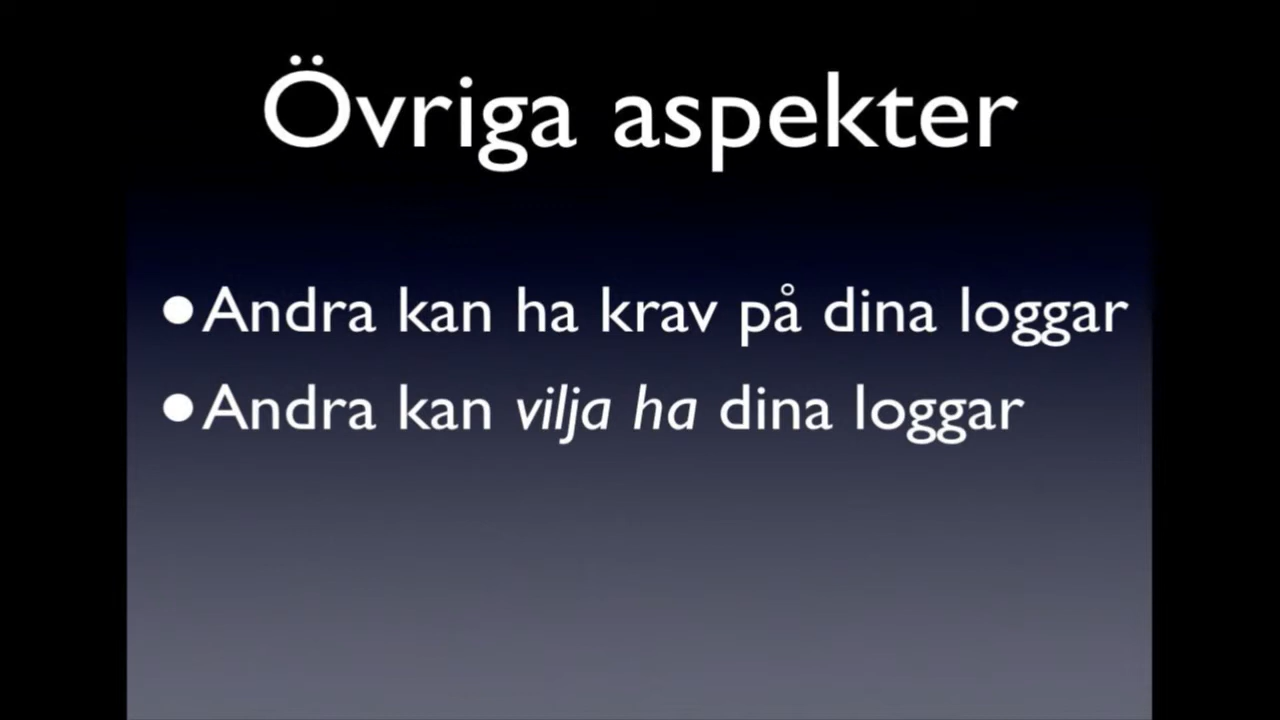 Övriga aspekter
•Andra kan ha krav på dina loggar
•Andra kan vilja ha dina loggar